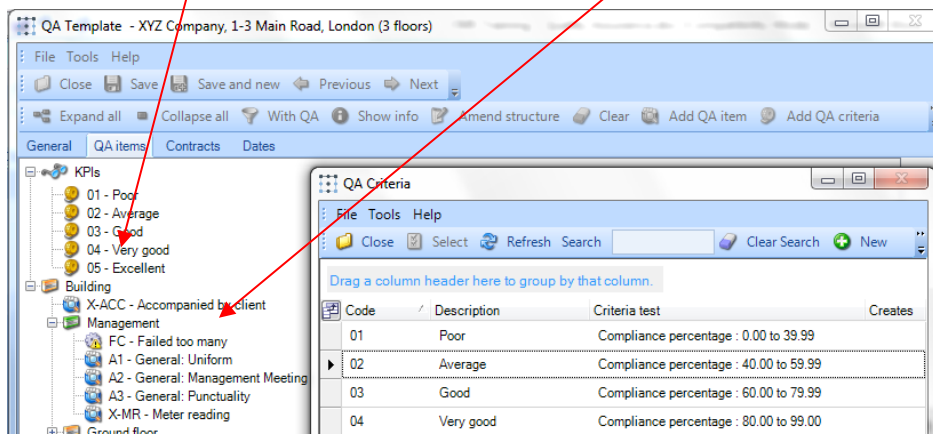 QA Template - XYZ Company, 1-3 Main Road, London (3 floors)
File Tools Help
Close Save Save and new Previous Next
Expand all Collapse all With QA Show info Amend structure Clear Add QA item Add QA criteria
General QA items Contracts Dates
KPIs
01 - Poor
02 - Average
03 - Good
04 - Very good
05 - Excellent
Building
X-ACC - Accompanied by client
Management
FC - Failed too many
A1 - General: Uniform
A2 - General: Management Meeting
A3 - General: Punctuality
X-MR - Meter reading
Ground floor
QA Criteria
File Tools Help
Close Select Refresh Search Clear Search New
Drag a column header here to group by that column.
Code Description Criteria test Creates
01 Poor Compliance percentage : 0.00 to 39.99
02 Average Compliance percentage : 40.00 to 59.99
03 Good Compliance percentage : 60.00 to 79.99
04 Very good Compliance percentage : 80.00 to 99.00